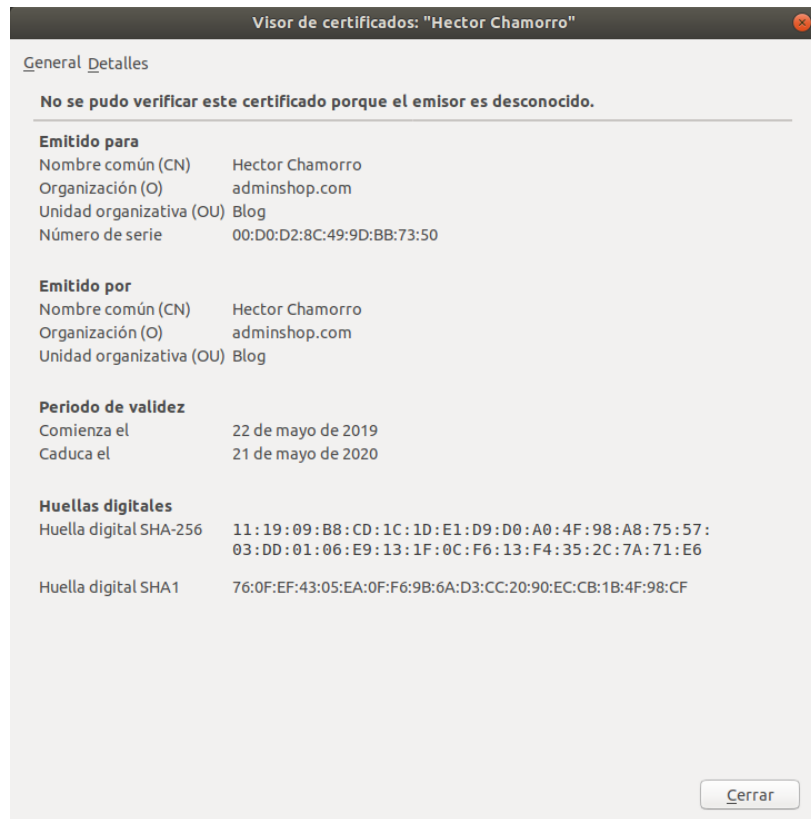 Visor de certificados: "Hector Chamorro"
General Detalles
No se pudo verificar este certificado porque el emisor es desconocido.
Emitido para
Nombre común (CN) Hector Chamorro
Organización (O) adminshop.com
Unidad organizativa (OU) Blog
Número de serie 00:D0:D2:8C:49:9D:BB:73:50
Emitido por
Nombre común (CN) Hector Chamorro
Organización (O) adminshop.com
Unidad organizativa (OU) Blog
Periodo de validez
Comienza el 22 de mayo de 2019
Caduca el 21 de mayo de 2020
Huellas digitales
Huella digital SHA-256 11:19:09:B8:CD:1C:1D:E1:D9:D0:A0:4F:98:A8:75:57:
03:DD:01:06:E9:13:1F:0C:F6:13:F4:35:2C:7A:71:E6
Huella digital SHA1 76:0F:EF:43:05:EA:0F:F6:9B:6A:D3:CC:20:90:EC:CB:1B:4F:98:CF
Cerrar